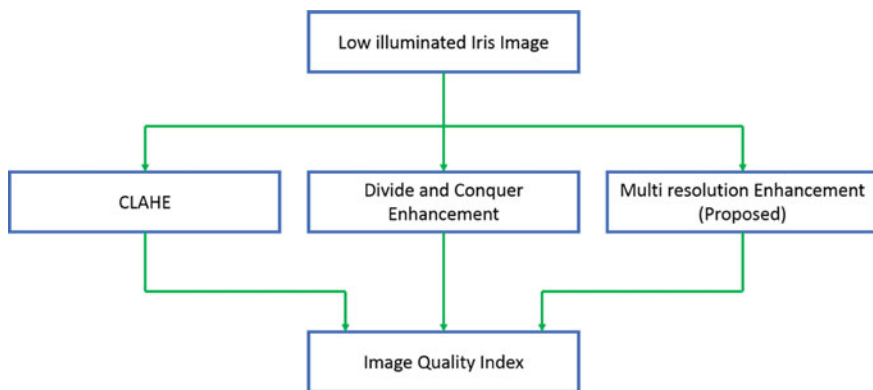 Low illuminated Iris Image
CLAHE
Divide and Conquer
Enhancement
Multi resolution Enhancement
(Proposed)
Image Quality Index